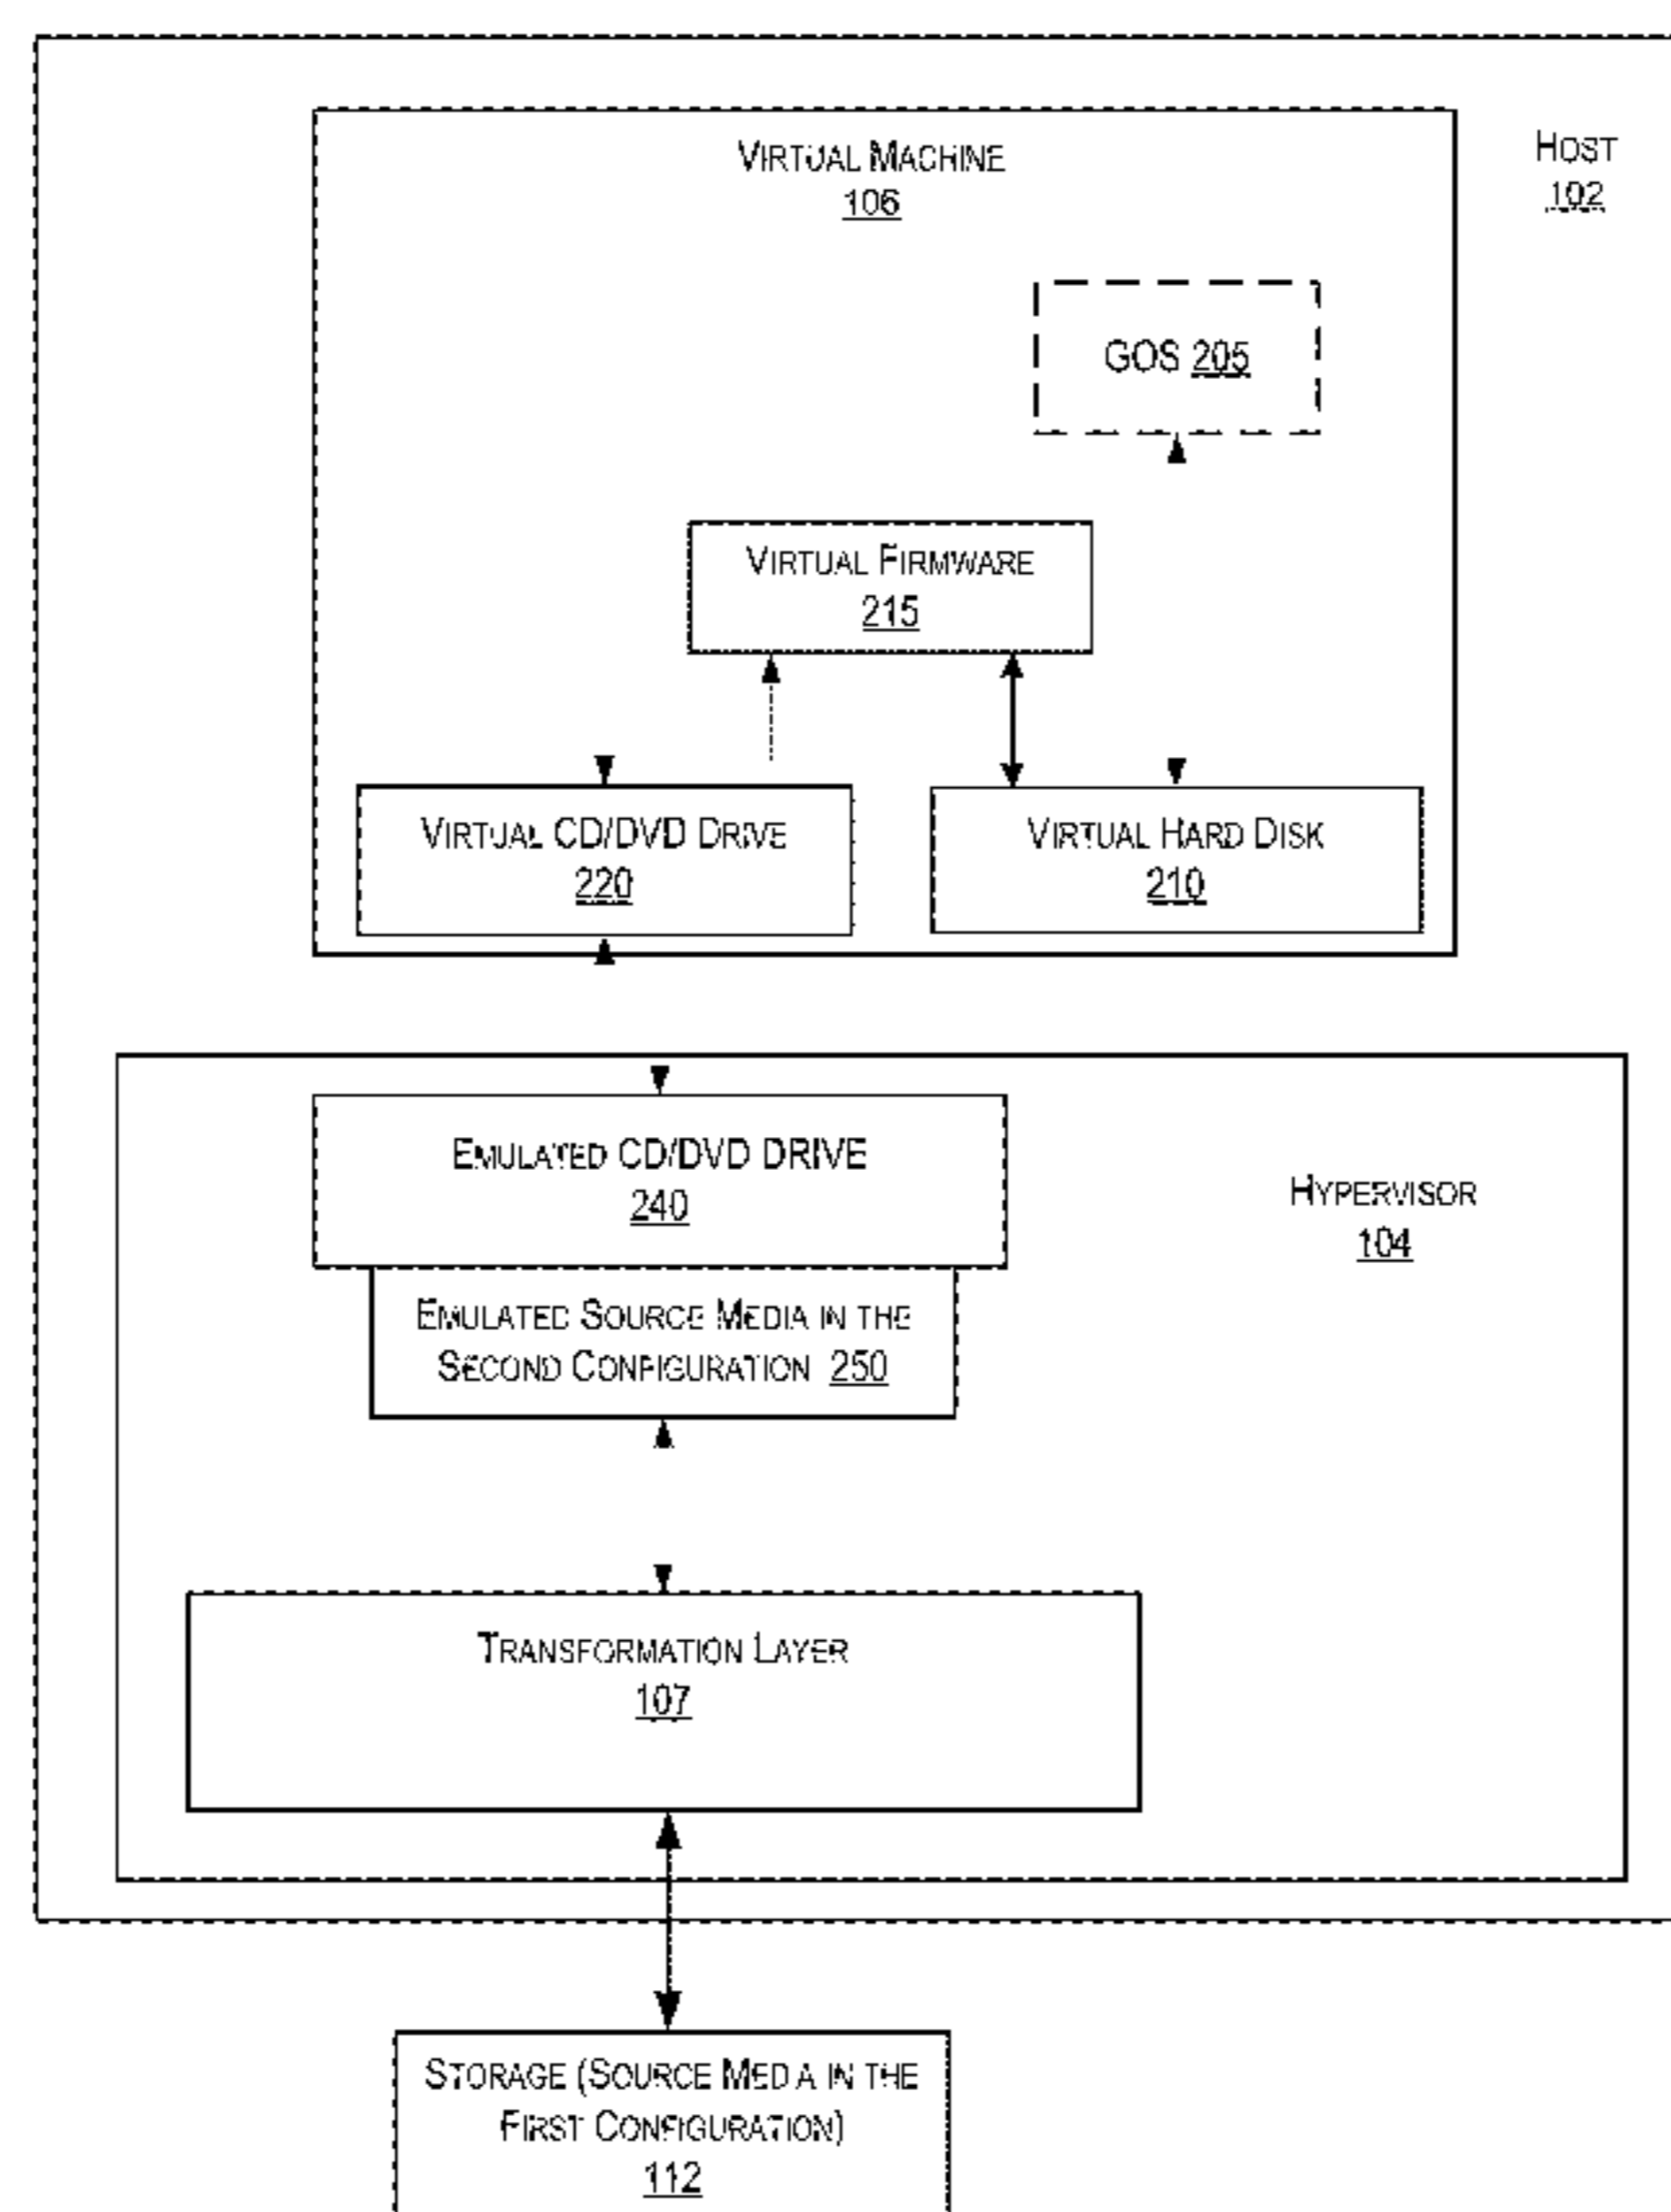 VIRTUAL MACHINE
106
HOST
102
GOS 205
VIRTUAL FIRMWARE
215
VIRTUAL CD/DVD DRIVE
220
VIRTUAL HARD DISK
210
EMULATED CD/DVD DRIVE
240
HYPERVISOR
104
EMULATED SOURCE MEDIA IN THE
SECOND CONFIGURATION 250
TRANSFORMATION LAYER
107
STORAGE (SOURCE MEDIA IN THE
FIRST CONFIGURATION)
112